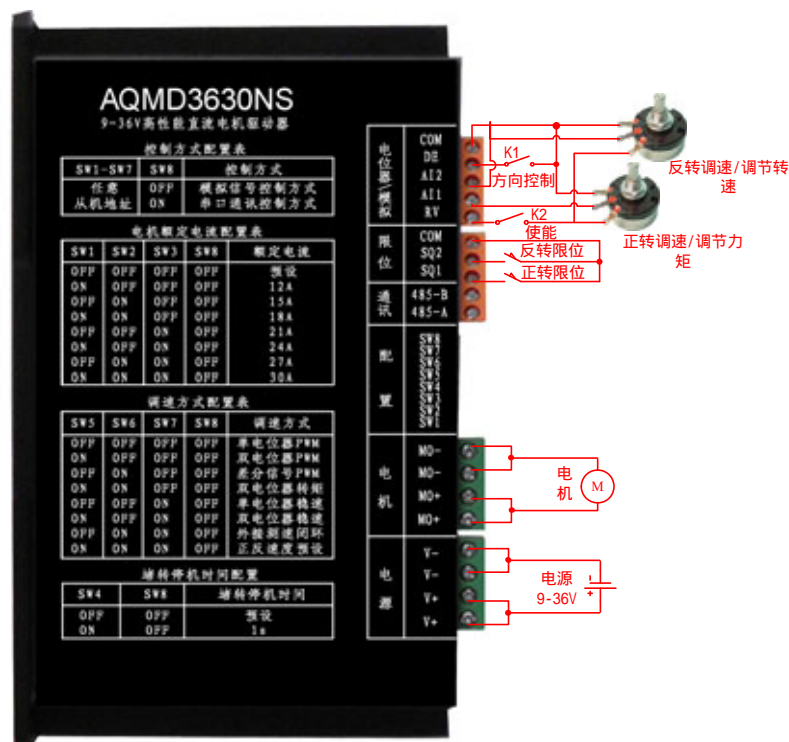 AQMD3630NS
9-36V高性能直流电机驱动器
控制方式配置表
SW1-SW7 SW8 控制方式
任意 OFF 模拟信号控制方式
从机地址 ON 串口通讯控制方式
电机额定电流配置表
SW1 SW2 SW3 SW8 额定电流
OFF OFF OFF OFF 预设
ON OFF OFF OFF 12A
OFF ON OFF OFF 15A
ON ON OFF OFF 18A
OFF OFF ON OFF 21A
ON OFF ON OFF 24A
OFF ON ON OFF 27A
ON ON ON OFF 30A
调速方式配置表
SW5 SW6 SW7 SW8 调速方式
OFF OFF OFF OFF 单电位器PWM
ON OFF OFF OFF 双电位器PWM
OFF ON OFF OFF 差分信号PWM
ON ON OFF OFF 双电位器转矩
OFF OFF ON OFF 单电位器稳速
ON OFF ON OFF 双电位器稳速
OFF ON ON OFF 外接测速闭环
ON ON ON OFF 正反速度预设
堵转停机时间配置
SW4 SW8 堵转停机时间
OFF OFF 预设
ON OFF 1s
电位器/模拟
COM
DE
AI2
AI1
RV
限位
COM
SQ2
SQ1
通讯
485-B
485-A
配置
SW8
SW7
SW6
SW5
SW4
SW3
SW2
SW1
电机
MO-
MO-
MO+
MO+
电源
V-
V-
V+
V+
K1
方向控制
K2
使能
反转限位
正转限位
反转调速/调节转
速
正转调速/调节力
矩
电
机
M
电源
9-36V
-
+